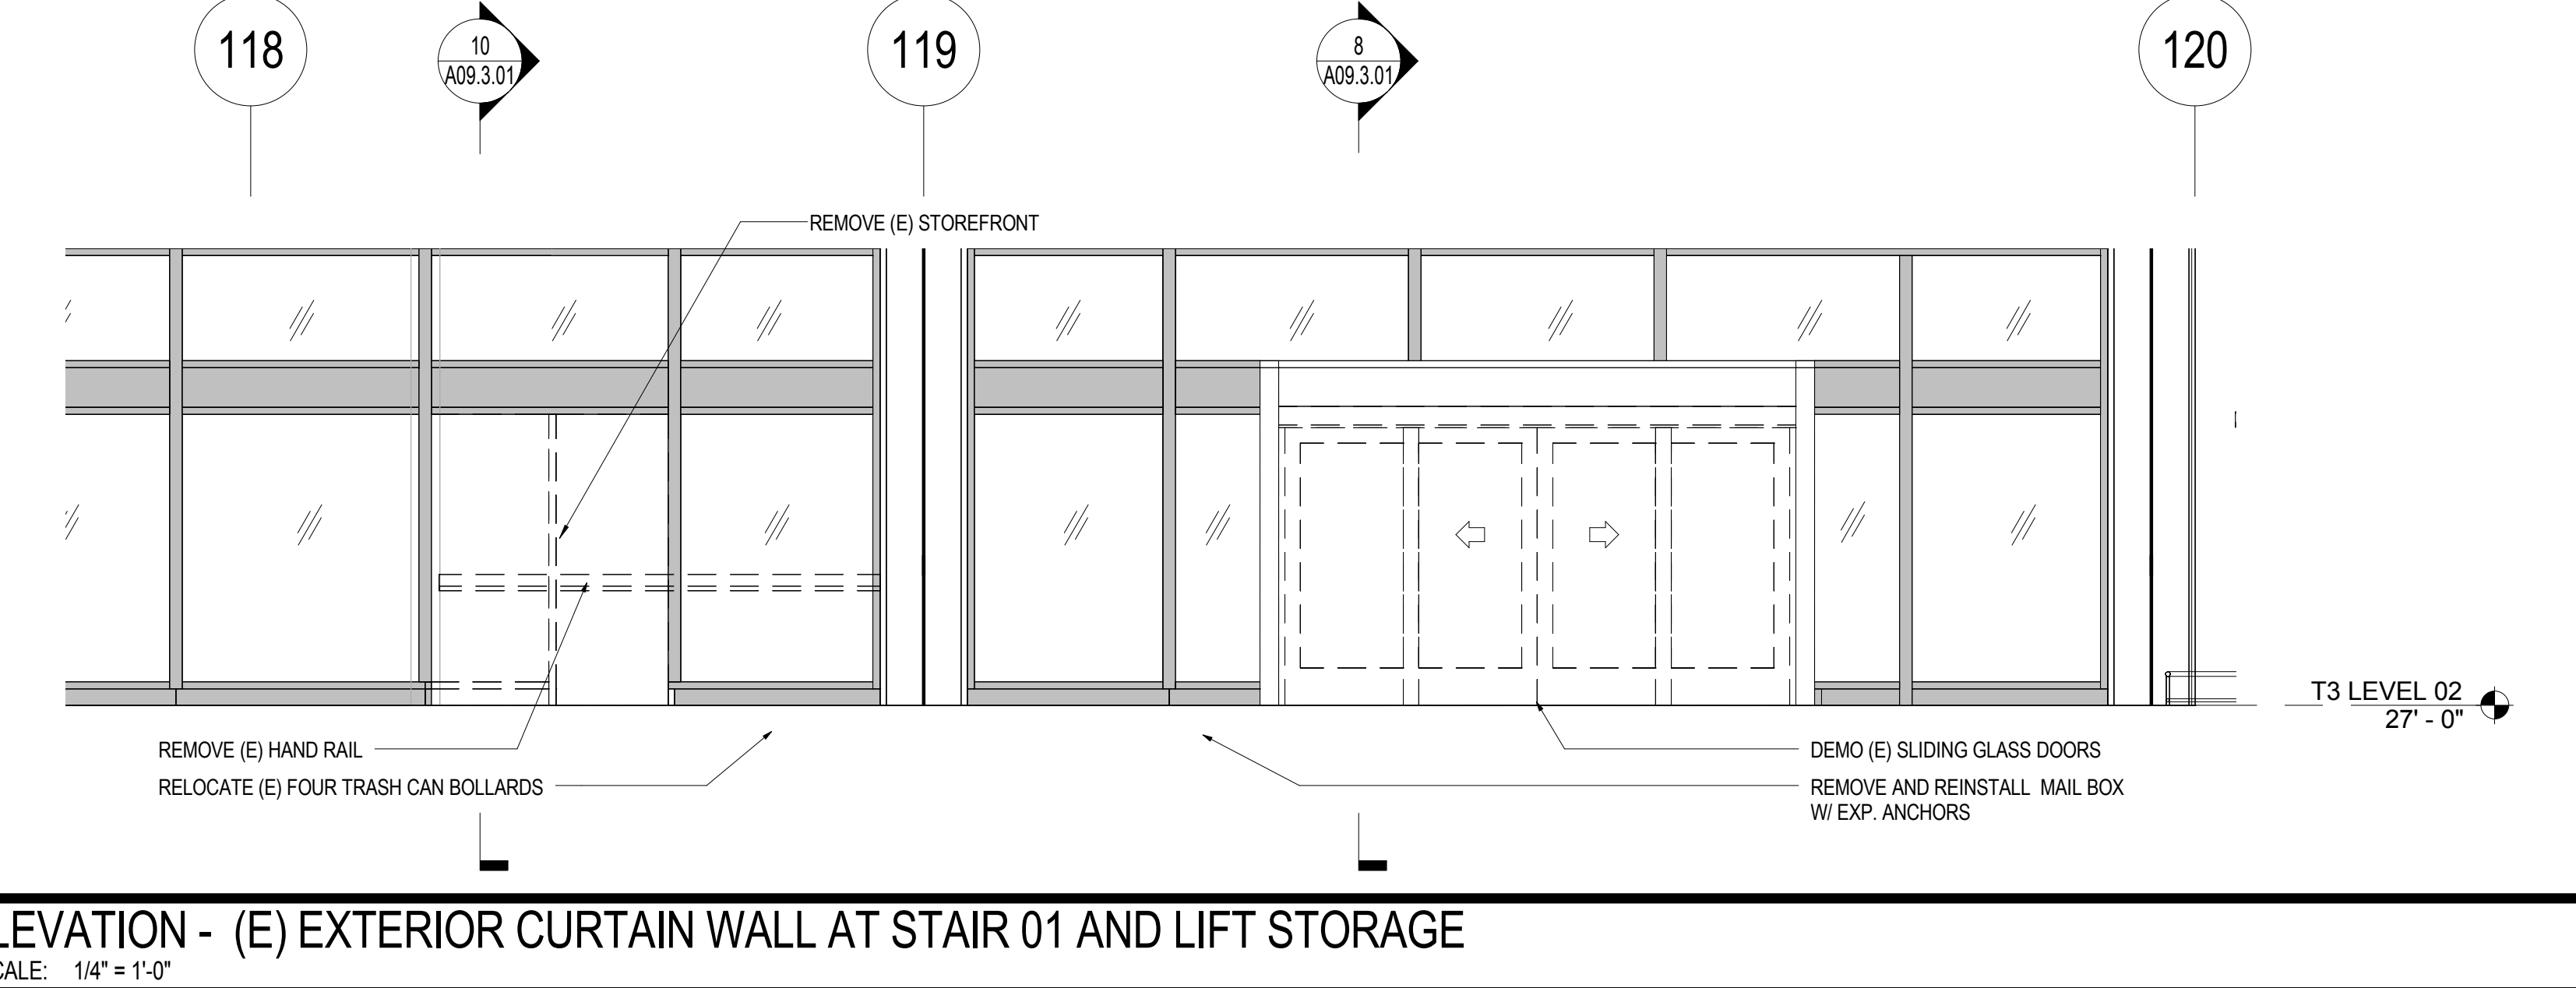 118
10
A09.3.01
119
8
A09.3.01
120
REMOVE (E) STOREFRONT
T3 LEVEL 02
27' - 0"
REMOVE (E) HAND RAIL
RELOCATE (E) FOUR TRASH CAN BOLLARDS
DEMO (E) SLIDING GLASS DOORS
REMOVE AND REINSTALL MAIL BOX
W/ EXP. ANCHORS
LEVATION - (E) EXTERIOR CURTAIN WALL AT STAIR 01 AND LIFT STORAGE
CALE: 1/4" = 1'-0"